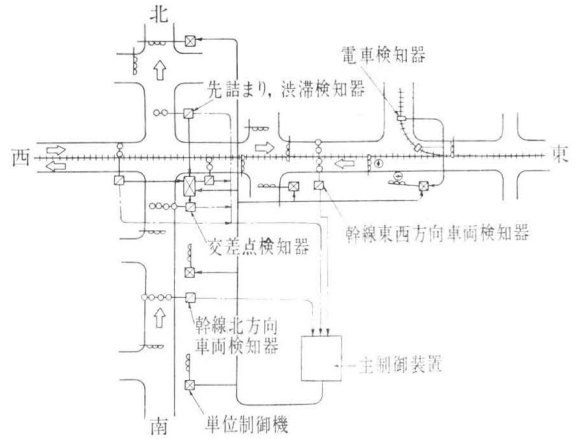 北
電車検知器
先詰まり,渋滞検知器
西
東
交差点検知器
幹線東西方向車両検知器
幹線北方向
車両検知器
主制御装置
南
単位制御機